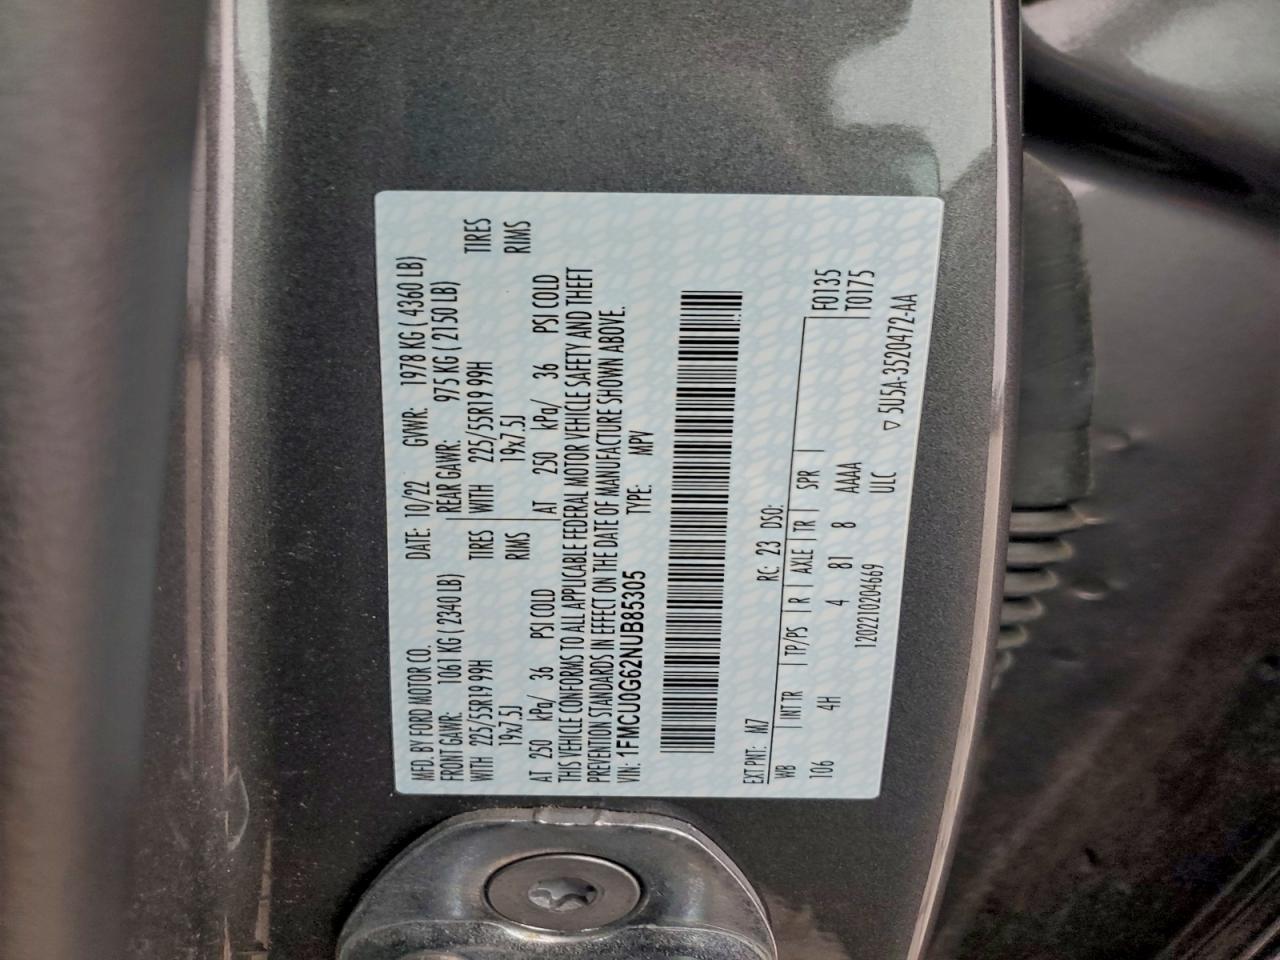 MFD. BY FORD MOTOR CO. DATE: 10/22 GVWR: 1978 KG ( 4360 LB)
FRONT GAWR: 1061 KG ( 2340 LB) REAR GAWR: 975 KG ( 2150 LB)
WITH 225/55R19 99H TIRES WITH 225/55R19 99H TIRES
19x7.5J RIMS 19x7.5J RIMS
AT 250 kPa/ 36 PSI COLD AT 250 kPa/ 36 PSI COLD
THIS VEHICLE CONFORMS TO ALL APPLICABLE FEDERAL MOTOR VEHICLE SAFETY AND THEFT
PREVENTION STANDARDS IN EFFECT ON THE DATE OF MANUFACTURE SHOWN ABOVE.
VIN: 1FMCU0G62NUB85305 TYPE: MPV
EXT PNT: M7 RC: 23 DSO:
WB INT TR TP/PS R AXLE TR SPR F0135
106 4H 4 81 8 AAAA T0175
1202210204669 ULC
▽ 5U5A-3520472-AA